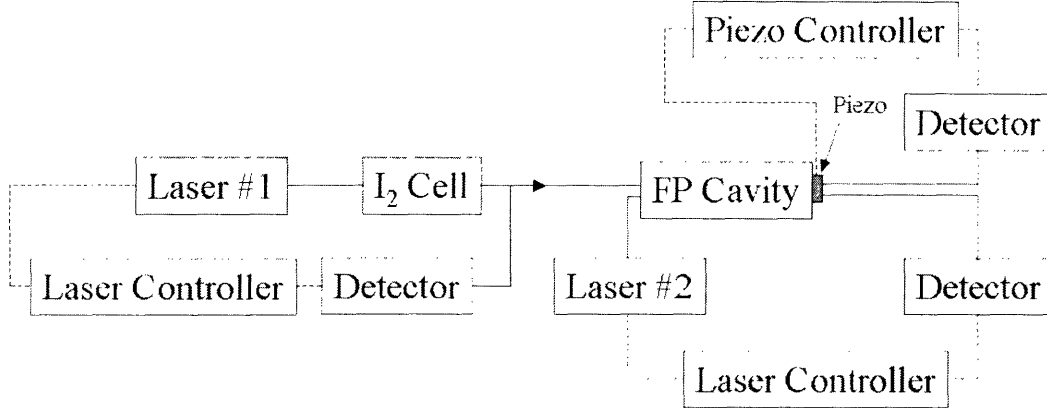 Piezo Controller
Piezo
Detector
Laser #1
I₂ Cell
FP Cavity
Laser Controller
Detector
Laser #2
Detector
Laser Controller